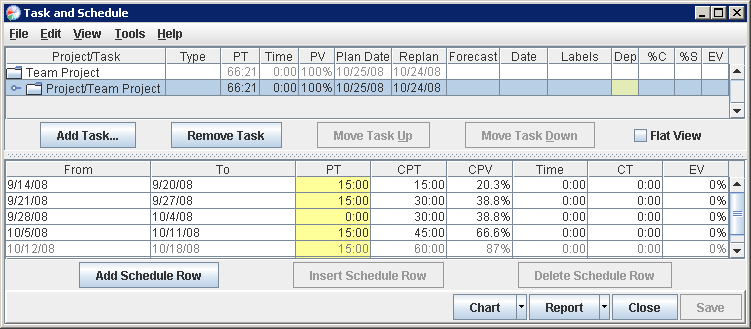 Task and Schedule
File Edit View Tools Help
Project/Task Type PT Time PV Plan Date Replan Forecast Date Labels Dep %C %S EV
Team Project 66:21 0:00 100% 10/25/08 10/24/08
Project/Team Project 66:21 0:00 100% 10/25/08 10/24/08
Add Task... Remove Task Move Task Up Move Task Down Flat View
From To PT CPT CPV Time CT EV
9/14/08 9/20/08 15:00 15:00 20.3% 0:00 0:00 0%
9/21/08 9/27/08 15:00 30:00 38.8% 0:00 0:00 0%
9/28/08 10/4/08 0:00 30:00 38.8% 0:00 0:00 0%
10/5/08 10/11/08 15:00 45:00 66.6% 0:00 0:00 0%
10/12/08 10/18/08 15:00 60:00 87% 0:00 0:00 0%
Add Schedule Row Insert Schedule Row Delete Schedule Row
Chart Report Close Save